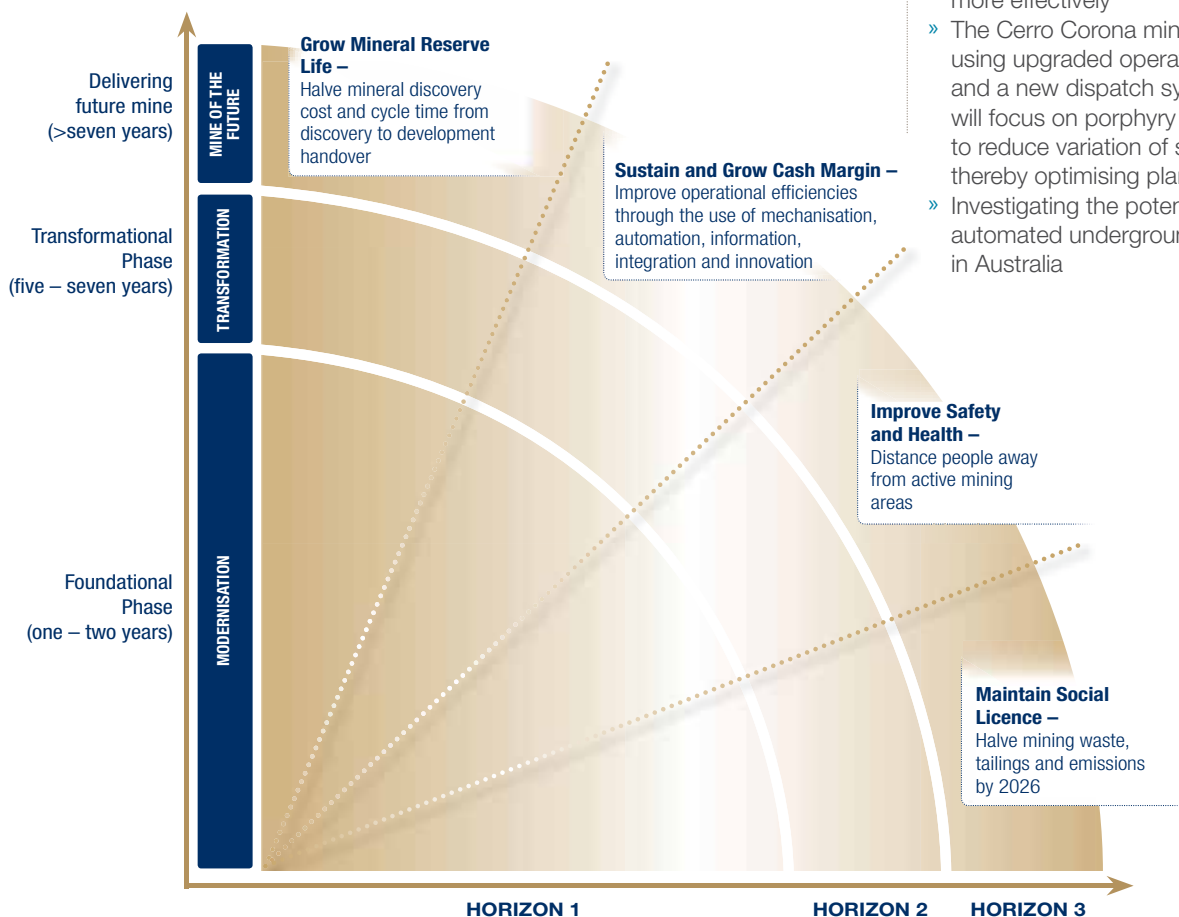 more effectively
» The Cerro Corona min
using upgraded opera
and a new dispatch sy
will focus on porphyry
to reduce variation of s
thereby optimising plan
» Investigating the poten
automated undergroun
in Australia
Delivering
future mine
(>seven years)
MINE OF THE
FUTURE
Grow Mineral Reserve
Life –
Halve mineral discovery
cost and cycle time from
discovery to development
handover
Sustain and Grow Cash Margin –
Improve operational efficiencies
through the use of mechanisation,
automation, information,
integration and innovation
Transformational
Phase
(five – seven years)
TRANSFORMATION
Improve Safety
and Health –
Distance people away
from active mining
areas
Foundational
Phase
(one – two years)
MODERNISATION
Maintain Social
Licence –
Halve mining waste,
tailings and emissions
by 2026
HORIZON 1
HORIZON 2
HORIZON 3